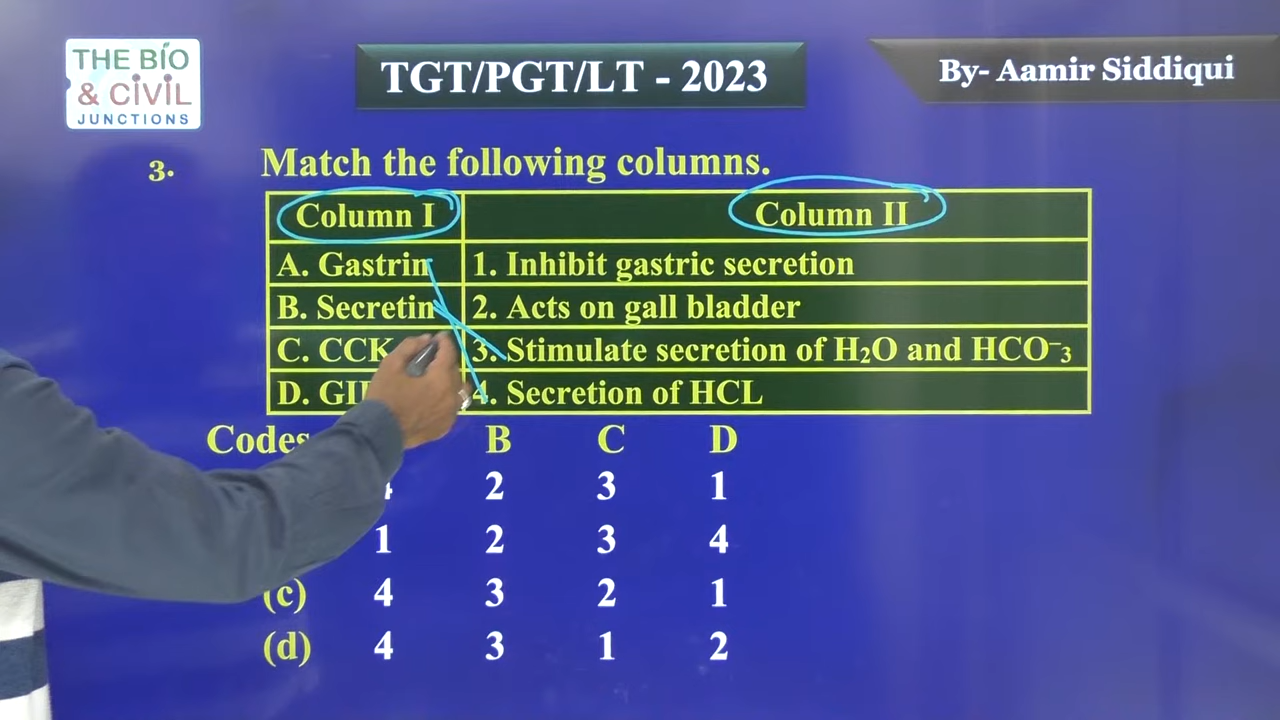 THE BIO
& CIVIL
JUNCTIONS
TGT/PGT/LT - 2023
By- Aamir Siddiqui
3. Match the following columns.
Column I Column II
A. Gastrin 1. Inhibit gastric secretion
B. Secretin 2. Acts on gall bladder
C. CCK 3. Stimulate secretion of H₂O and HCO⁻₃
D. 4. Secretion of HCL
Codes B C D
2 3 1
1 2 3 4
(c) 4 3 2 1
(d) 4 3 1 2